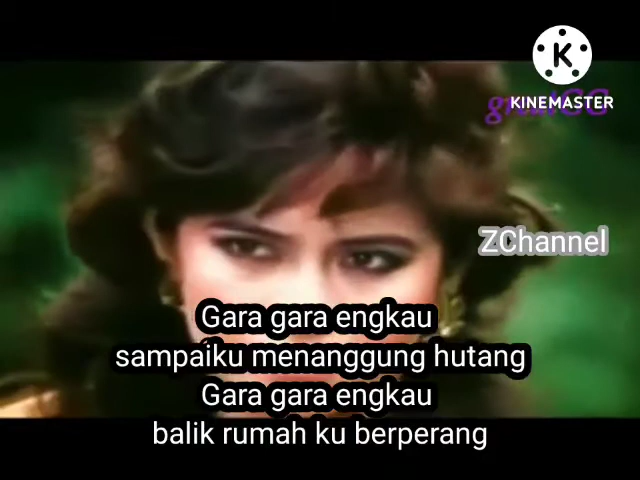 KINEMASTER
ZChannel
Gara gara engkau
sampaiku menanggung hutang
Gara gara engkau
balik rumah ku berperang